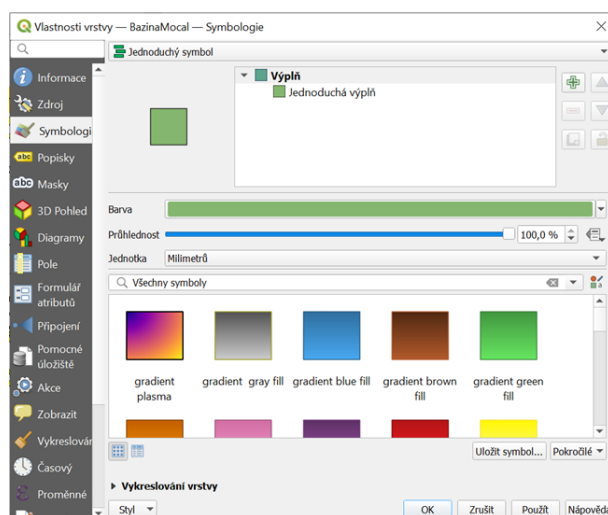 Vlastnosti vrstvy — BazinaMocal — Symbologie
Jednoduchý symbol
Informace
Zdroj
Symbologi
Popisky
Masky
3D Pohled
Diagramy
Pole
Formulář
atributů
Připojení
Pomocné
úložiště
Akce
Zobrazit
Vykreslován
Časový
Proměnné
Výplň
Jednoduchá výplň
Barva
Průhlednost
100,0 %
Jednotka
Milimetrů
Všechny symboly
gradient
plasma
gradient gray fill
gradient blue fill
gradient brown
fill
gradient green
fill
Uložit symbol...
Pokročilé
Vykreslování vrstvy
Styl
OK
Zrušit
Použít
Nápověda